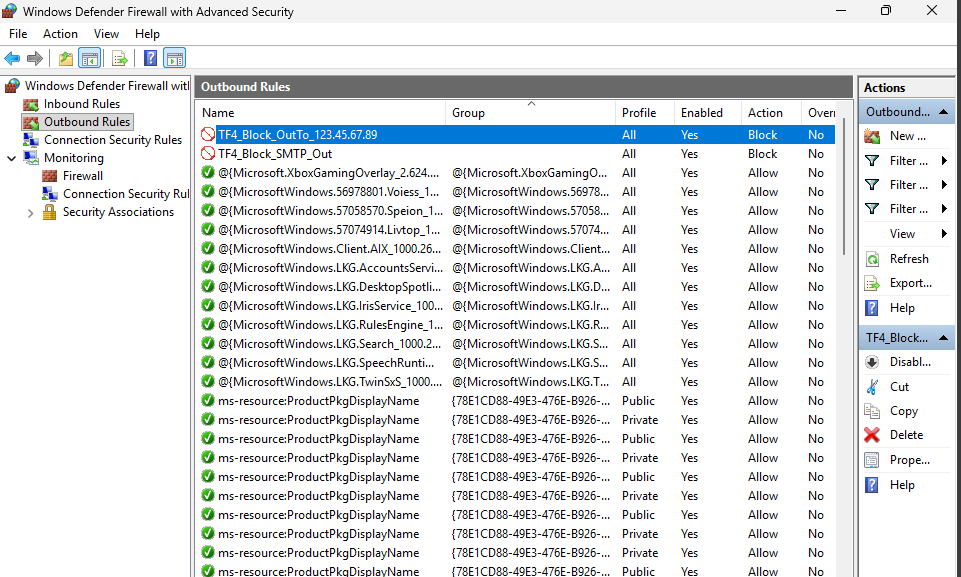 Windows Defender Firewall with Advanced Security
File Action View Help
Windows Defender Firewall witl
Inbound Rules
Outbound Rules
Connection Security Rules
Monitoring
Firewall
Connection Security Rul
Security Associations
Outbound Rules
Name Group Profile Enabled Action Overr
TF4_Block_OutTo_123.45.67.89 All Yes Block No
TF4_Block_SMTP_Out All Yes Block No
@{Microsoft.XboxGamingOverlay_2.624.... @{Microsoft.XboxGamingO... All Yes Allow No
@{MicrosoftWindows.56978801.Voiess_1... @{MicrosoftWindows.56978... All Yes Allow No
@{MicrosoftWindows.57058570.Speion_1... @{MicrosoftWindows.57058... All Yes Allow No
@{MicrosoftWindows.57074914.Livtop_1... @{MicrosoftWindows.57074... All Yes Allow No
@{MicrosoftWindows.Client.AIX_1000.26... @{MicrosoftWindows.Client... All Yes Allow No
@{MicrosoftWindows.LKG.AccountsServi... @{MicrosoftWindows.LKG.A... All Yes Allow No
@{MicrosoftWindows.LKG.DesktopSpotli... @{MicrosoftWindows.LKG.D... All Yes Allow No
@{MicrosoftWindows.LKG.IrisService_100... @{MicrosoftWindows.LKG.Ir... All Yes Allow No
@{MicrosoftWindows.LKG.RulesEngine_1... @{MicrosoftWindows.LKG.R... All Yes Allow No
@{MicrosoftWindows.LKG.Search_1000.2... @{MicrosoftWindows.LKG.S... All Yes Allow No
@{MicrosoftWindows.LKG.SpeechRunti... @{MicrosoftWindows.LKG.S... All Yes Allow No
@{MicrosoftWindows.LKG.TwinSxS_1000.... @{MicrosoftWindows.LKG.T... All Yes Allow No
ms-resource:ProductPkgDisplayName {78E1CD88-49E3-476E-B926-... Public Yes Allow No
ms-resource:ProductPkgDisplayName {78E1CD88-49E3-476E-B926-... Private Yes Allow No
ms-resource:ProductPkgDisplayName {78E1CD88-49E3-476E-B926-... Public Yes Allow No
ms-resource:ProductPkgDisplayName {78E1CD88-49E3-476E-B926-... Private Yes Allow No
ms-resource:ProductPkgDisplayName {78E1CD88-49E3-476E-B926-... Public Yes Allow No
ms-resource:ProductPkgDisplayName {78E1CD88-49E3-476E-B926-... Private Yes Allow No
ms-resource:ProductPkgDisplayName {78E1CD88-49E3-476E-B926-... Public Yes Allow No
ms-resource:ProductPkgDisplayName {78E1CD88-49E3-476E-B926-... Private Yes Allow No
ms-resource:ProductPkgDisplayName {78E1CD88-49E3-476E-B926-... Private Yes Allow No
ms-resource:ProductPkgDisplayName {78E1CD88-49E3-476E-B926-... Public Yes Allow No
Actions
Outbound...
New ...
Filter ...
Filter ...
Filter ...
View
Refresh
Export...
Help
TF4_Block...
Disabl...
Cut
Copy
Delete
Prope...
Help